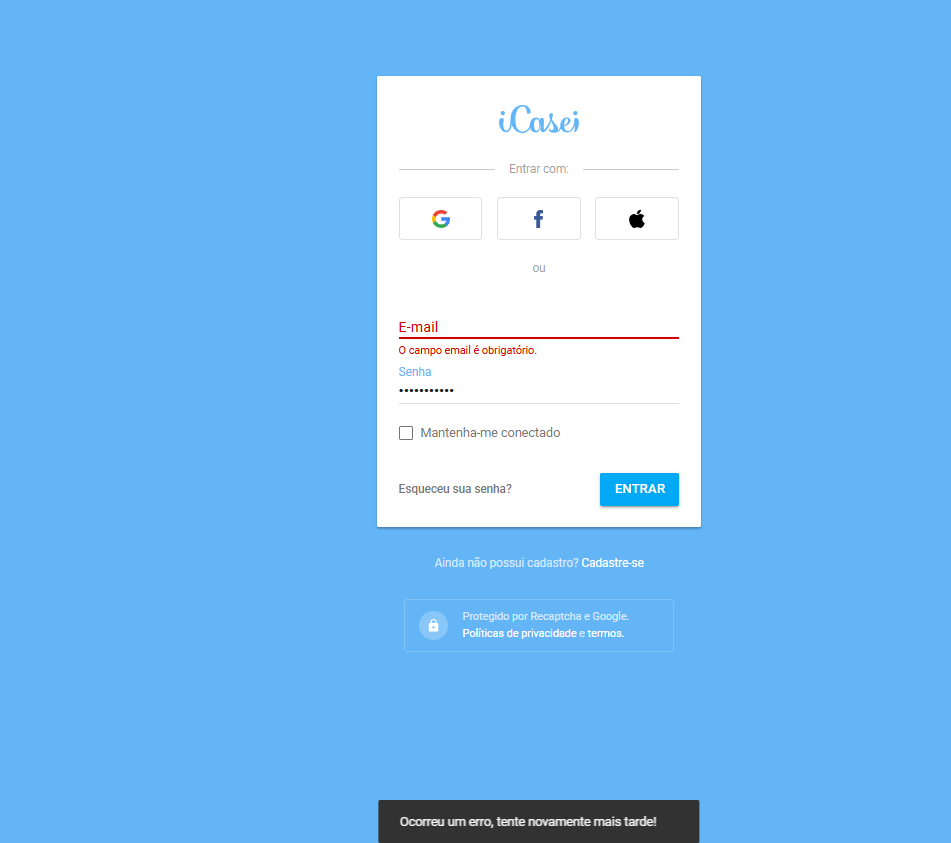 iCasei
Entrar com:
ou
E-mail
O campo email é obrigatório.
Senha
•••••••••••
Mantenha-me conectado
Esqueceu sua senha?
ENTRAR
Ainda não possui cadastro? Cadastre-se
Protegido por Recaptcha e Google.
Políticas de privacidade e termos.
Ocorreu um erro, tente novamente mais tarde!